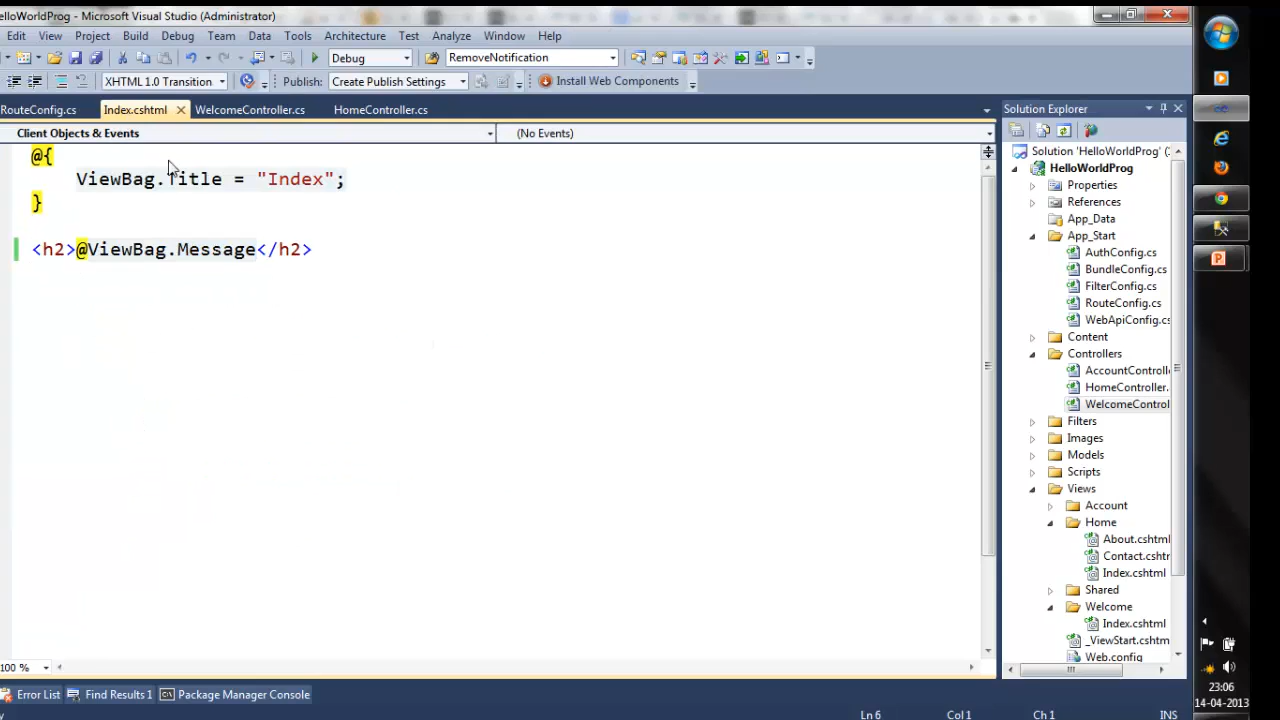 elloWorldProg - Microsoft Visual Studio (Administrator)
Edit View Project Build Debug Team Data Tools Architecture Test Analyze Window Help
Debug RemoveNotification
XHTML 1.0 Transition Publish: Create Publish Settings Install Web Components
RouteConfig.cs Index.cshtml WelcomeController.cs HomeController.cs
Client Objects & Events (No Events)
@{
ViewBag.Title = "Index";
}
<h2>@ViewBag.Message</h2>
100 %
Solution Explorer
Solution 'HelloWorldProg' (
HelloWorldProg
Properties
References
App_Data
App_Start
AuthConfig.cs
BundleConfig.cs
FilterConfig.cs
RouteConfig.cs
WebApiConfig.cs
Content
Controllers
AccountControll
HomeController.
WelcomeControl
Filters
Images
Models
Scripts
Views
Account
Home
About.cshtml
Contact.cshtm
Index.cshtml
Shared
Welcome
Index.cshtml
_ViewStart.cshtm
Web.config
Error List Find Results 1 Package Manager Console
y Ln 6 Col 1 Ch 1 INS
23:06
14-04-2013